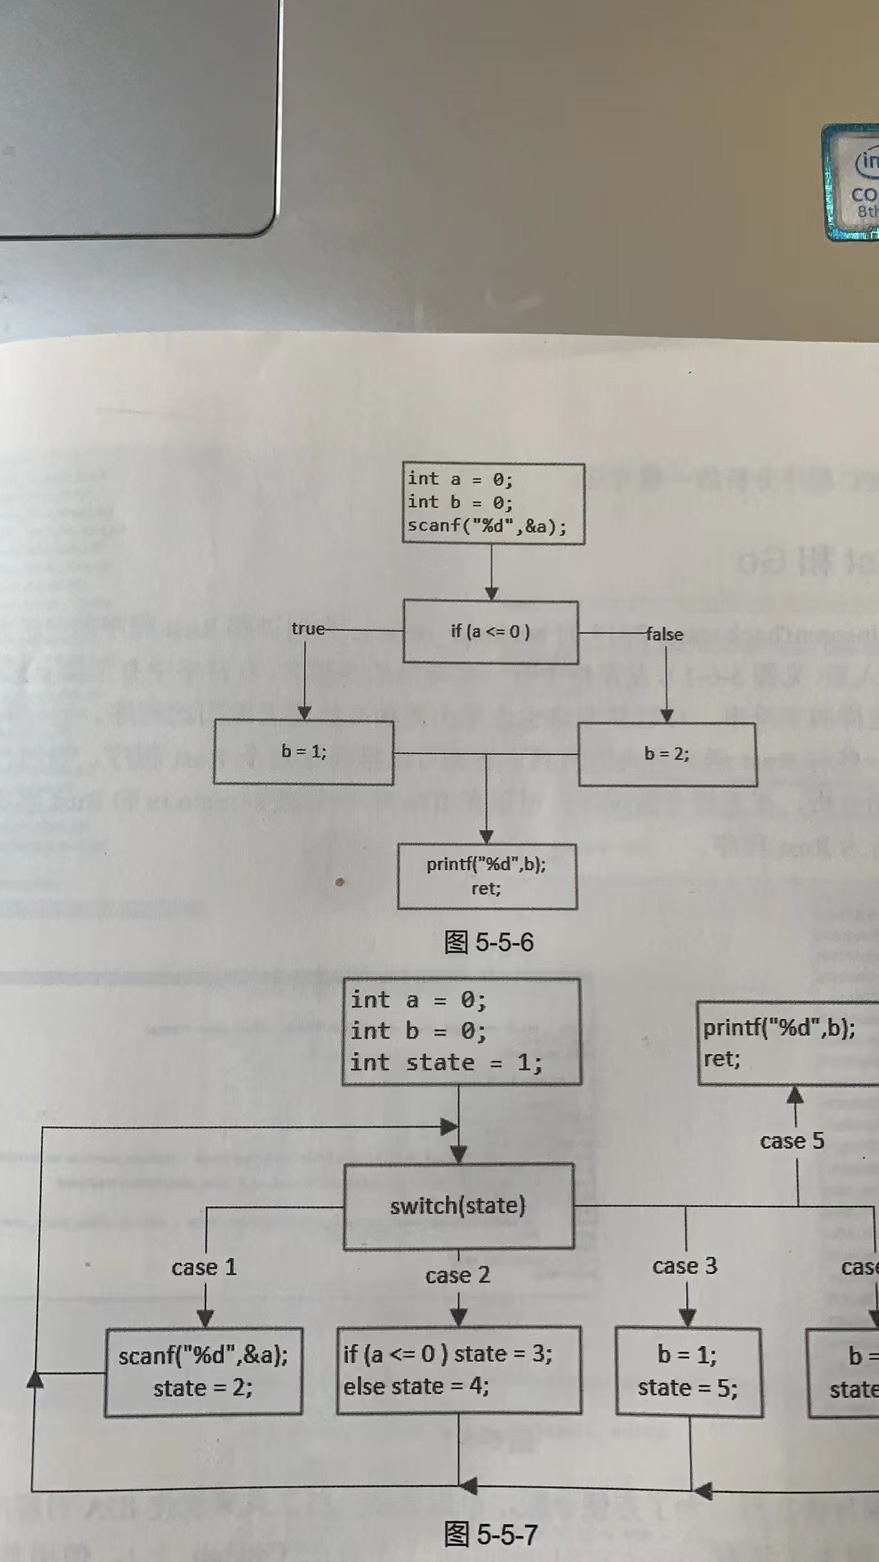 in
CO
8th
int a = 0;
int b = 0;
scanf("%d",&a);
if (a <= 0 )
true
false
b = 1;
b = 2;
printf("%d",b);
ret;
图 5-5-6
int a = 0;
int b = 0;
int state = 1;
printf("%d",b);
ret;
case 5
switch(state)
case 1
case 2
case 3
cas
scanf("%d",&a);
state = 2;
if (a <= 0 ) state = 3;
else state = 4;
b = 1;
state = 5;
b =
state
图 5-5-7